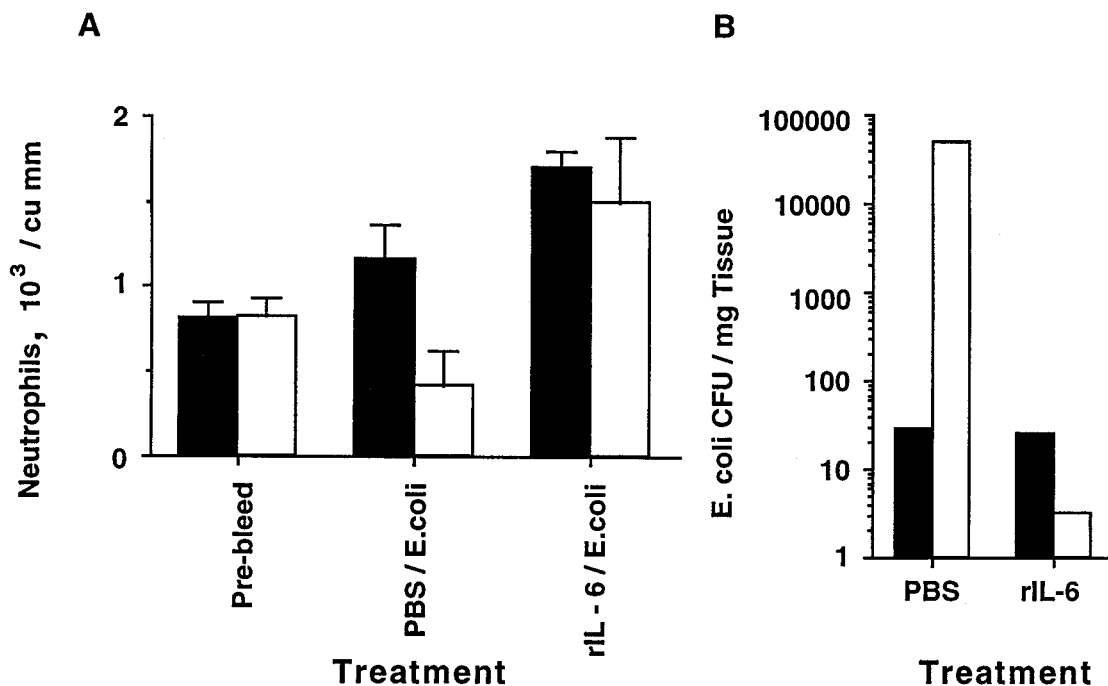 A
Neutrophils, 10³ / cu mm
2
1
0
Pre-bleed
PBS / E.coli
rIL - 6 / E.coli
Treatment
B
E. coli CFU / mg Tissue
100000
10000
1000
100
10
1
PBS
rIL-6
Treatment